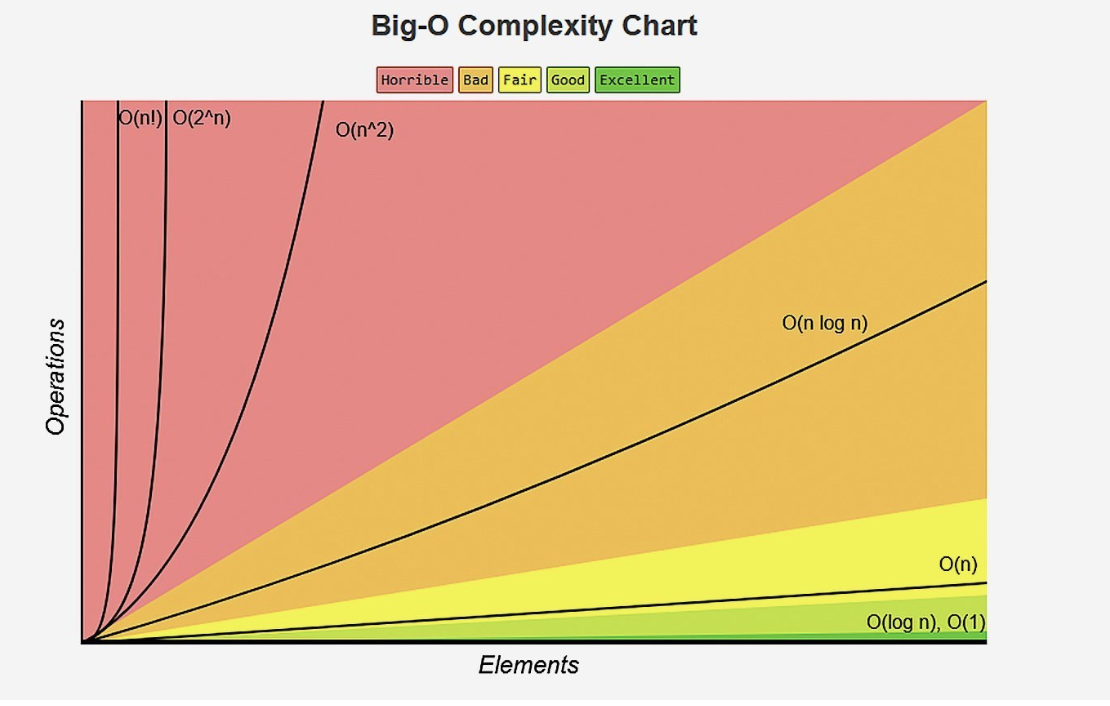 Big-O Complexity Chart
Horrible Bad Fair Good Excellent
O(n!) O(2^n)
O(n^2)
O(n log n)
O(n)
O(log n), O(1)
Operations
Elements